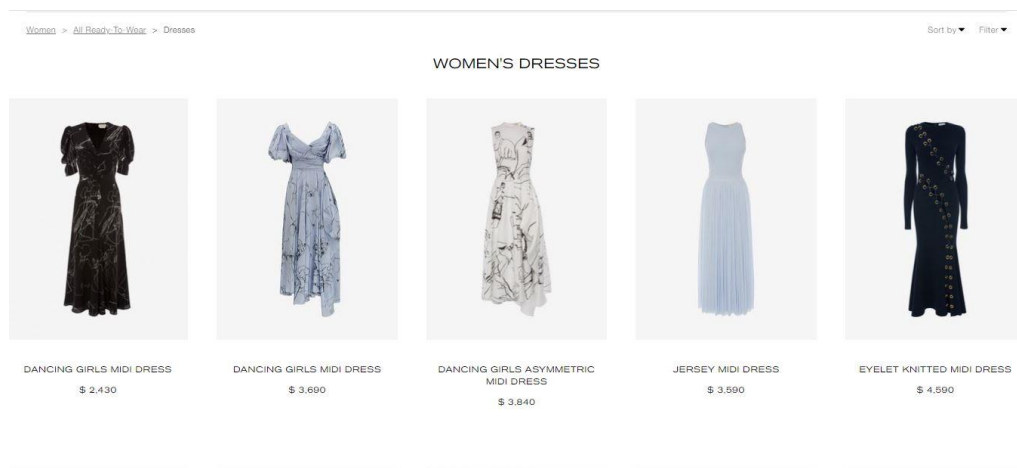 Women > All Ready-To-Wear > Dresses
Sort by Filter
WOMEN'S DRESSES
DANCING GIRLS MIDI DRESS
$ 2,430
DANCING GIRLS MIDI DRESS
$ 3,690
DANCING GIRLS ASYMMETRIC
MIDI DRESS
$ 3,840
JERSEY MIDI DRESS
$ 3,590
EYELET KNITTED MIDI DRESS
$ 4,590